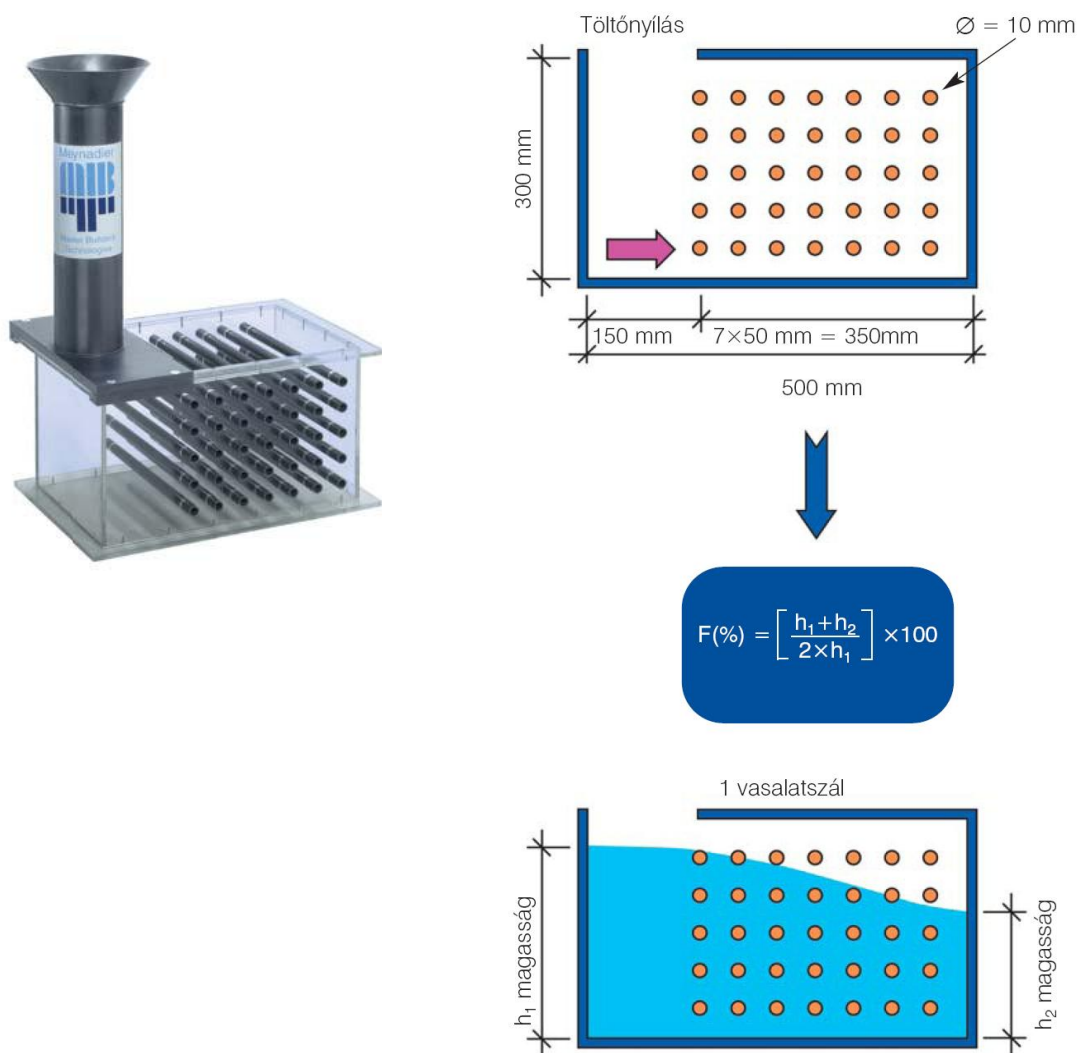 Töltőnyílás
Ø = 10 mm
Meynadier
MB
300 mm
150 mm
7×50 mm = 350mm
500 mm
F(%) = [ h₁+h₂ / 2×h₁ ] ×100
1 vasalatszál
h₁ magasság
h₂ magasság